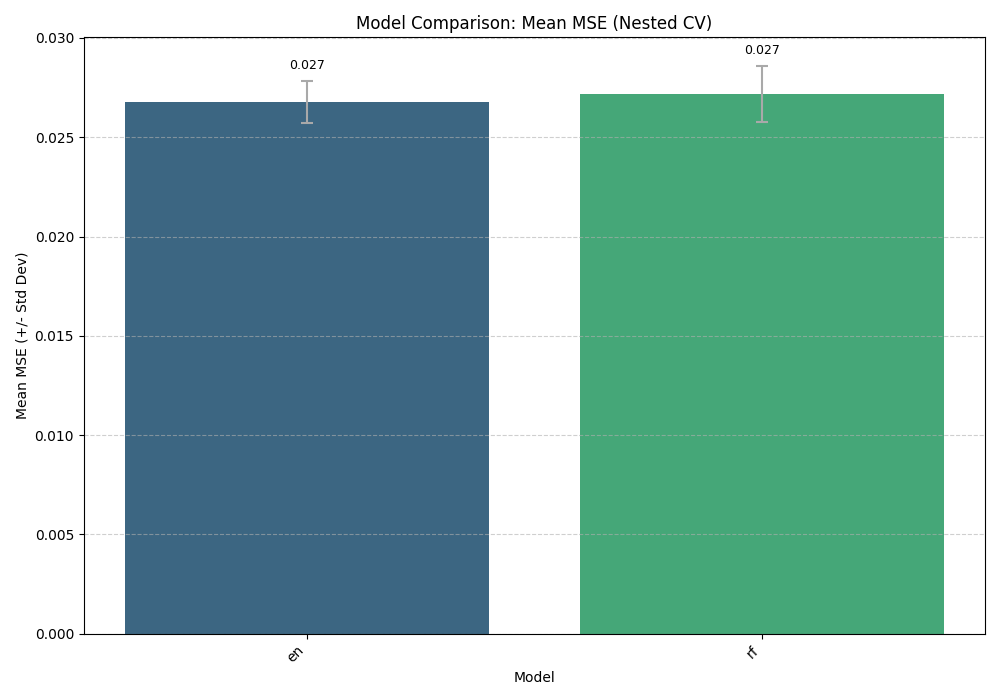 Model Comparison: Mean MSE (Nested CV)
Mean MSE (+/- Std Dev)
0.030
0.025
0.020
0.015
0.010
0.005
0.000
0.027
0.027
en
rf
Model